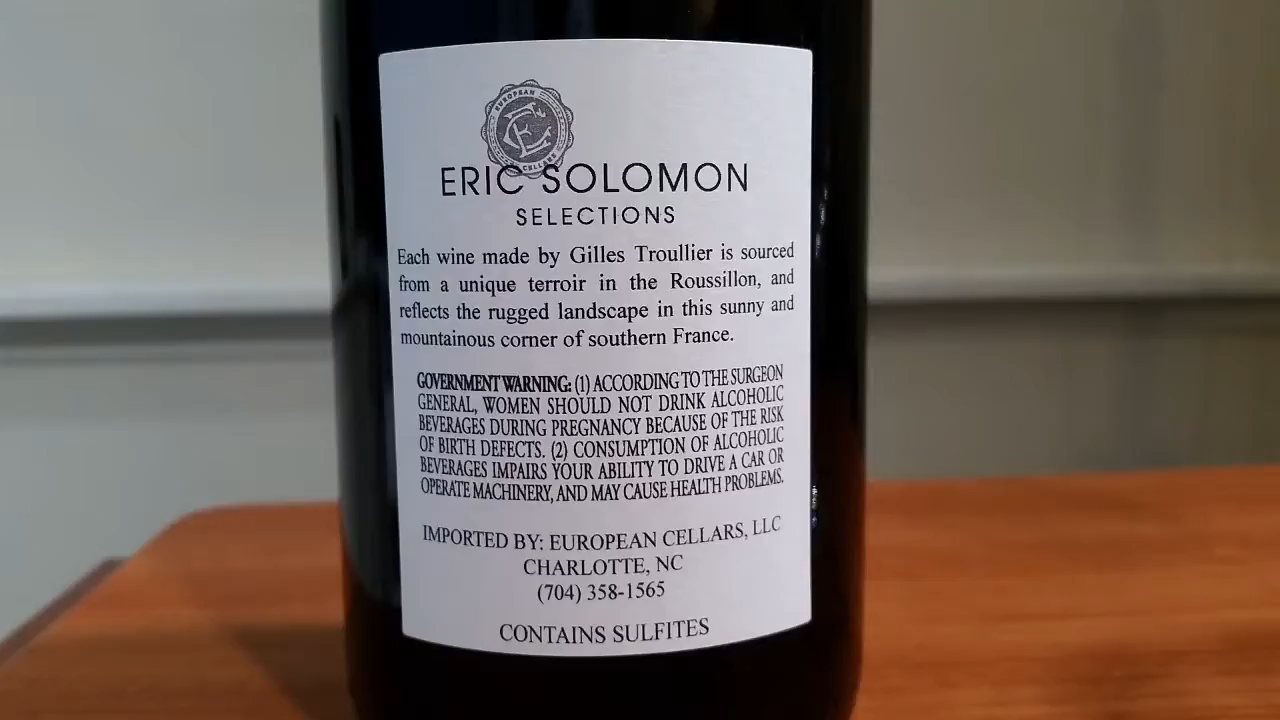 EUROPEAN
CE
CELLARS
ERIC SOLOMON
SELECTIONS
Each wine made by Gilles Troullier is sourced
from a unique terroir in the Roussillon, and
reflects the rugged landscape in this sunny and
mountainous corner of southern France.
GOVERNMENT WARNING: (1) ACCORDING TO THE SURGEON
GENERAL, WOMEN SHOULD NOT DRINK ALCOHOLIC
BEVERAGES DURING PREGNANCY BECAUSE OF THE RISK
OF BIRTH DEFECTS. (2) CONSUMPTION OF ALCOHOLIC
BEVERAGES IMPAIRS YOUR ABILITY TO DRIVE A CAR OR
OPERATE MACHINERY, AND MAY CAUSE HEALTH PROBLEMS.
IMPORTED BY: EUROPEAN CELLARS, LLC
CHARLOTTE, NC
(704) 358-1565
CONTAINS SULFITES